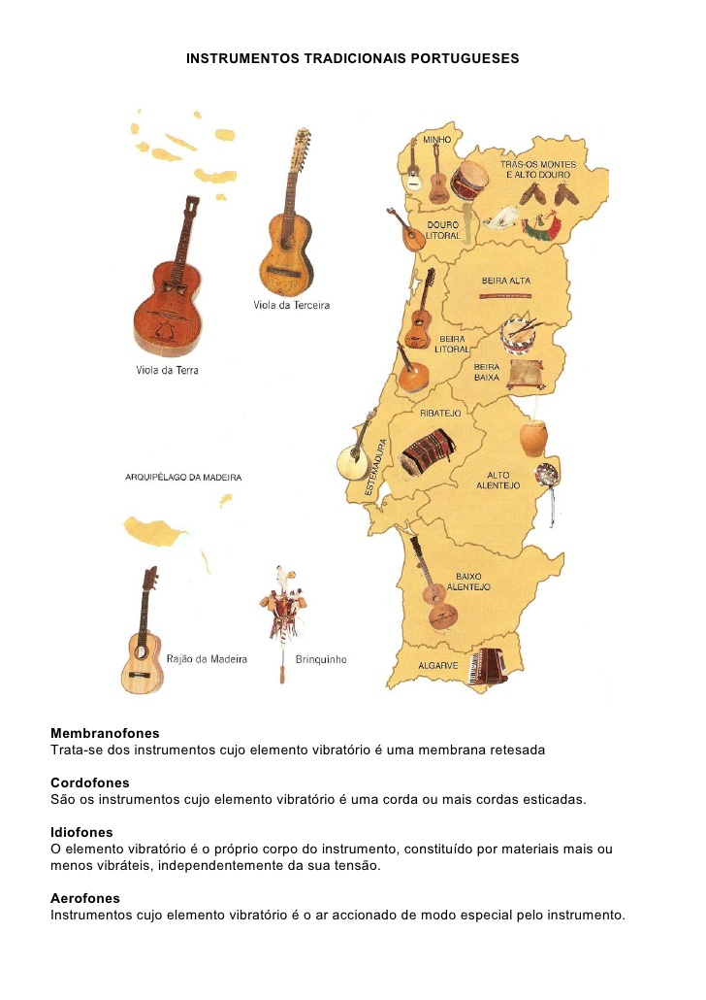 INSTRUMENTOS TRADICIONAIS PORTUGUESES
MINHO
TRÁS-OS MONTES
E ALTO DOURO
DOURO
LITORAL
BEIRA ALTA
Viola da Terceira
BEIRA
LITORAL
BEIRA
BAIXA
Viola da Terra
RIBATEJO
ESTEMADURA
ARQUIPÉLAGO DA MADEIRA
ALTO
ALENTEJO
BAIXO
ALENTEJO
Rajão da Madeira
Brinquinho
ALGARVE
Membranofones
Trata-se dos instrumentos cujo elemento vibratório é uma membrana retesada
Cordofones
São os instrumentos cujo elemento vibratório é uma corda ou mais cordas esticadas.
Idiofones
O elemento vibratório é o próprio corpo do instrumento, constituído por materiais mais ou
menos vibráteis, independentemente da sua tensão.
Aerofones
Instrumentos cujo elemento vibratório é o ar accionado de modo especial pelo instrumento.